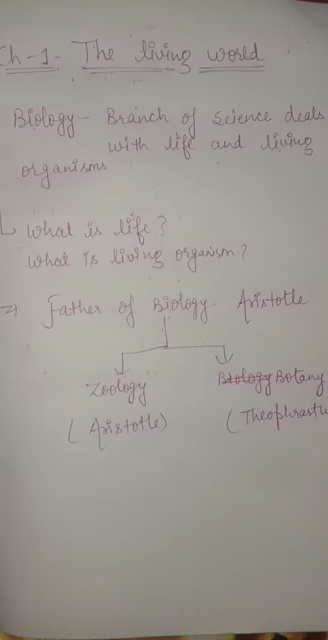 Ch-1- The living world
Biology - Branch of science deals
with life and living
organisms
What is life?
What is living organism?
=> Father of Biology- Aristotle
Zoology Biology Botany
(Aristotle) (Theophrastu